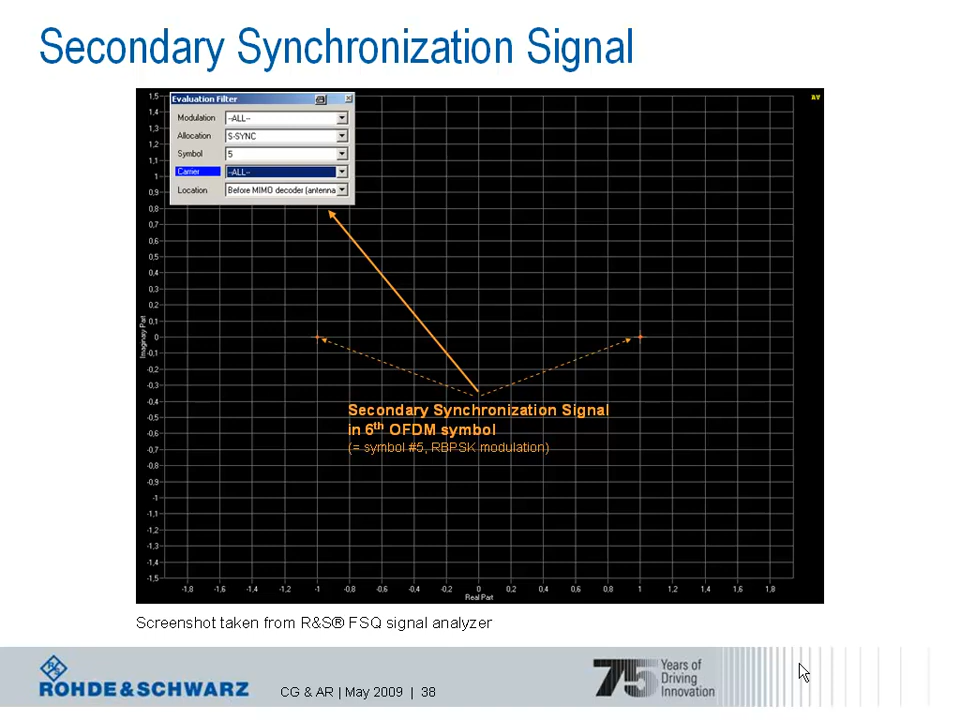 Secondary Synchronization Signal
Evaluation Filter
Modulation --ALL--
Allocation S-SYNC
Symbol 5
Carrier --ALL--
Location Before MIMO decoder (antenna
AV
1,5
1,4
1,3
1,2
1,1
1
0,9
0,8
0,7
0,6
0,5
0,4
0,3
0,2
0,1
0
-0,1
-0,2
-0,3
-0,4
-0,5
-0,6
-0,7
-0,8
-0,9
-1
-1,1
-1,2
-1,3
-1,4
-1,5
Imaginary Part
Secondary Synchronization Signal
in 6th OFDM symbol
(= symbol #5, RBPSK modulation)
-1,8 -1,6 -1,4 -1,2 -1 -0,8 -0,6 -0,4 -0,2 0 0,2 0,4 0,6 0,8 1 1,2 1,4 1,6 1,8
Real Part
Screenshot taken from R&S® FSQ signal analyzer
R&S
ROHDE & SCHWARZ
CG & AR | May 2009 | 38
75 Years of
Driving
Innovation